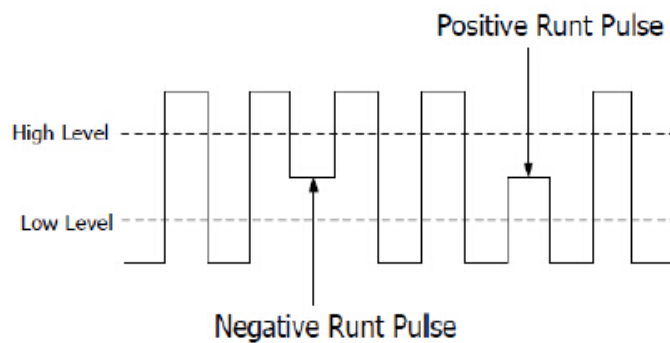 Positive Runt Pulse
High Level
Low Level
Negative Runt Pulse